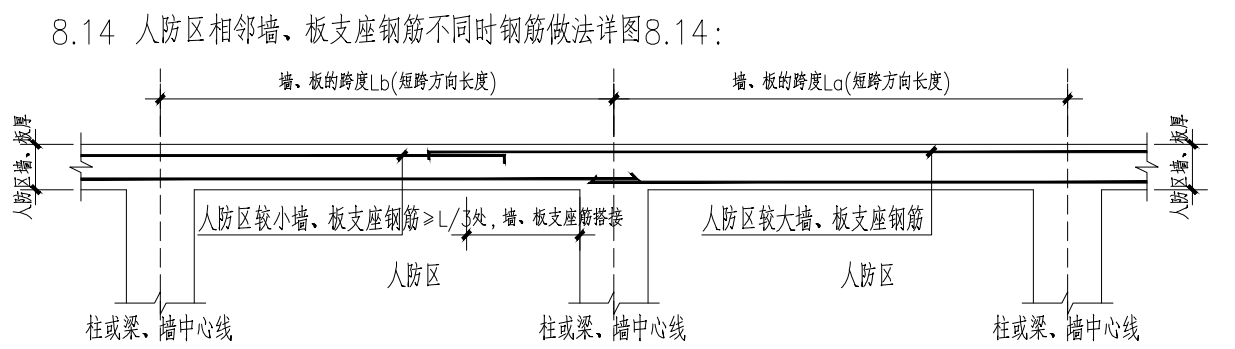 8.14 人防区相邻墙、板支座钢筋不同时钢筋做法详图8.14:
墙、板的跨度Lb(短跨方向长度)
墙、板的跨度La(短跨方向长度)
人防区墙、板厚
人防区墙、板厚
人防区较小墙、板支座钢筋≥L/3处,墙、板支座筋搭接
人防区较大墙、板支座钢筋
人防区
人防区
柱或梁、墙中心线
柱或梁、墙中心线
柱或梁、墙中心线